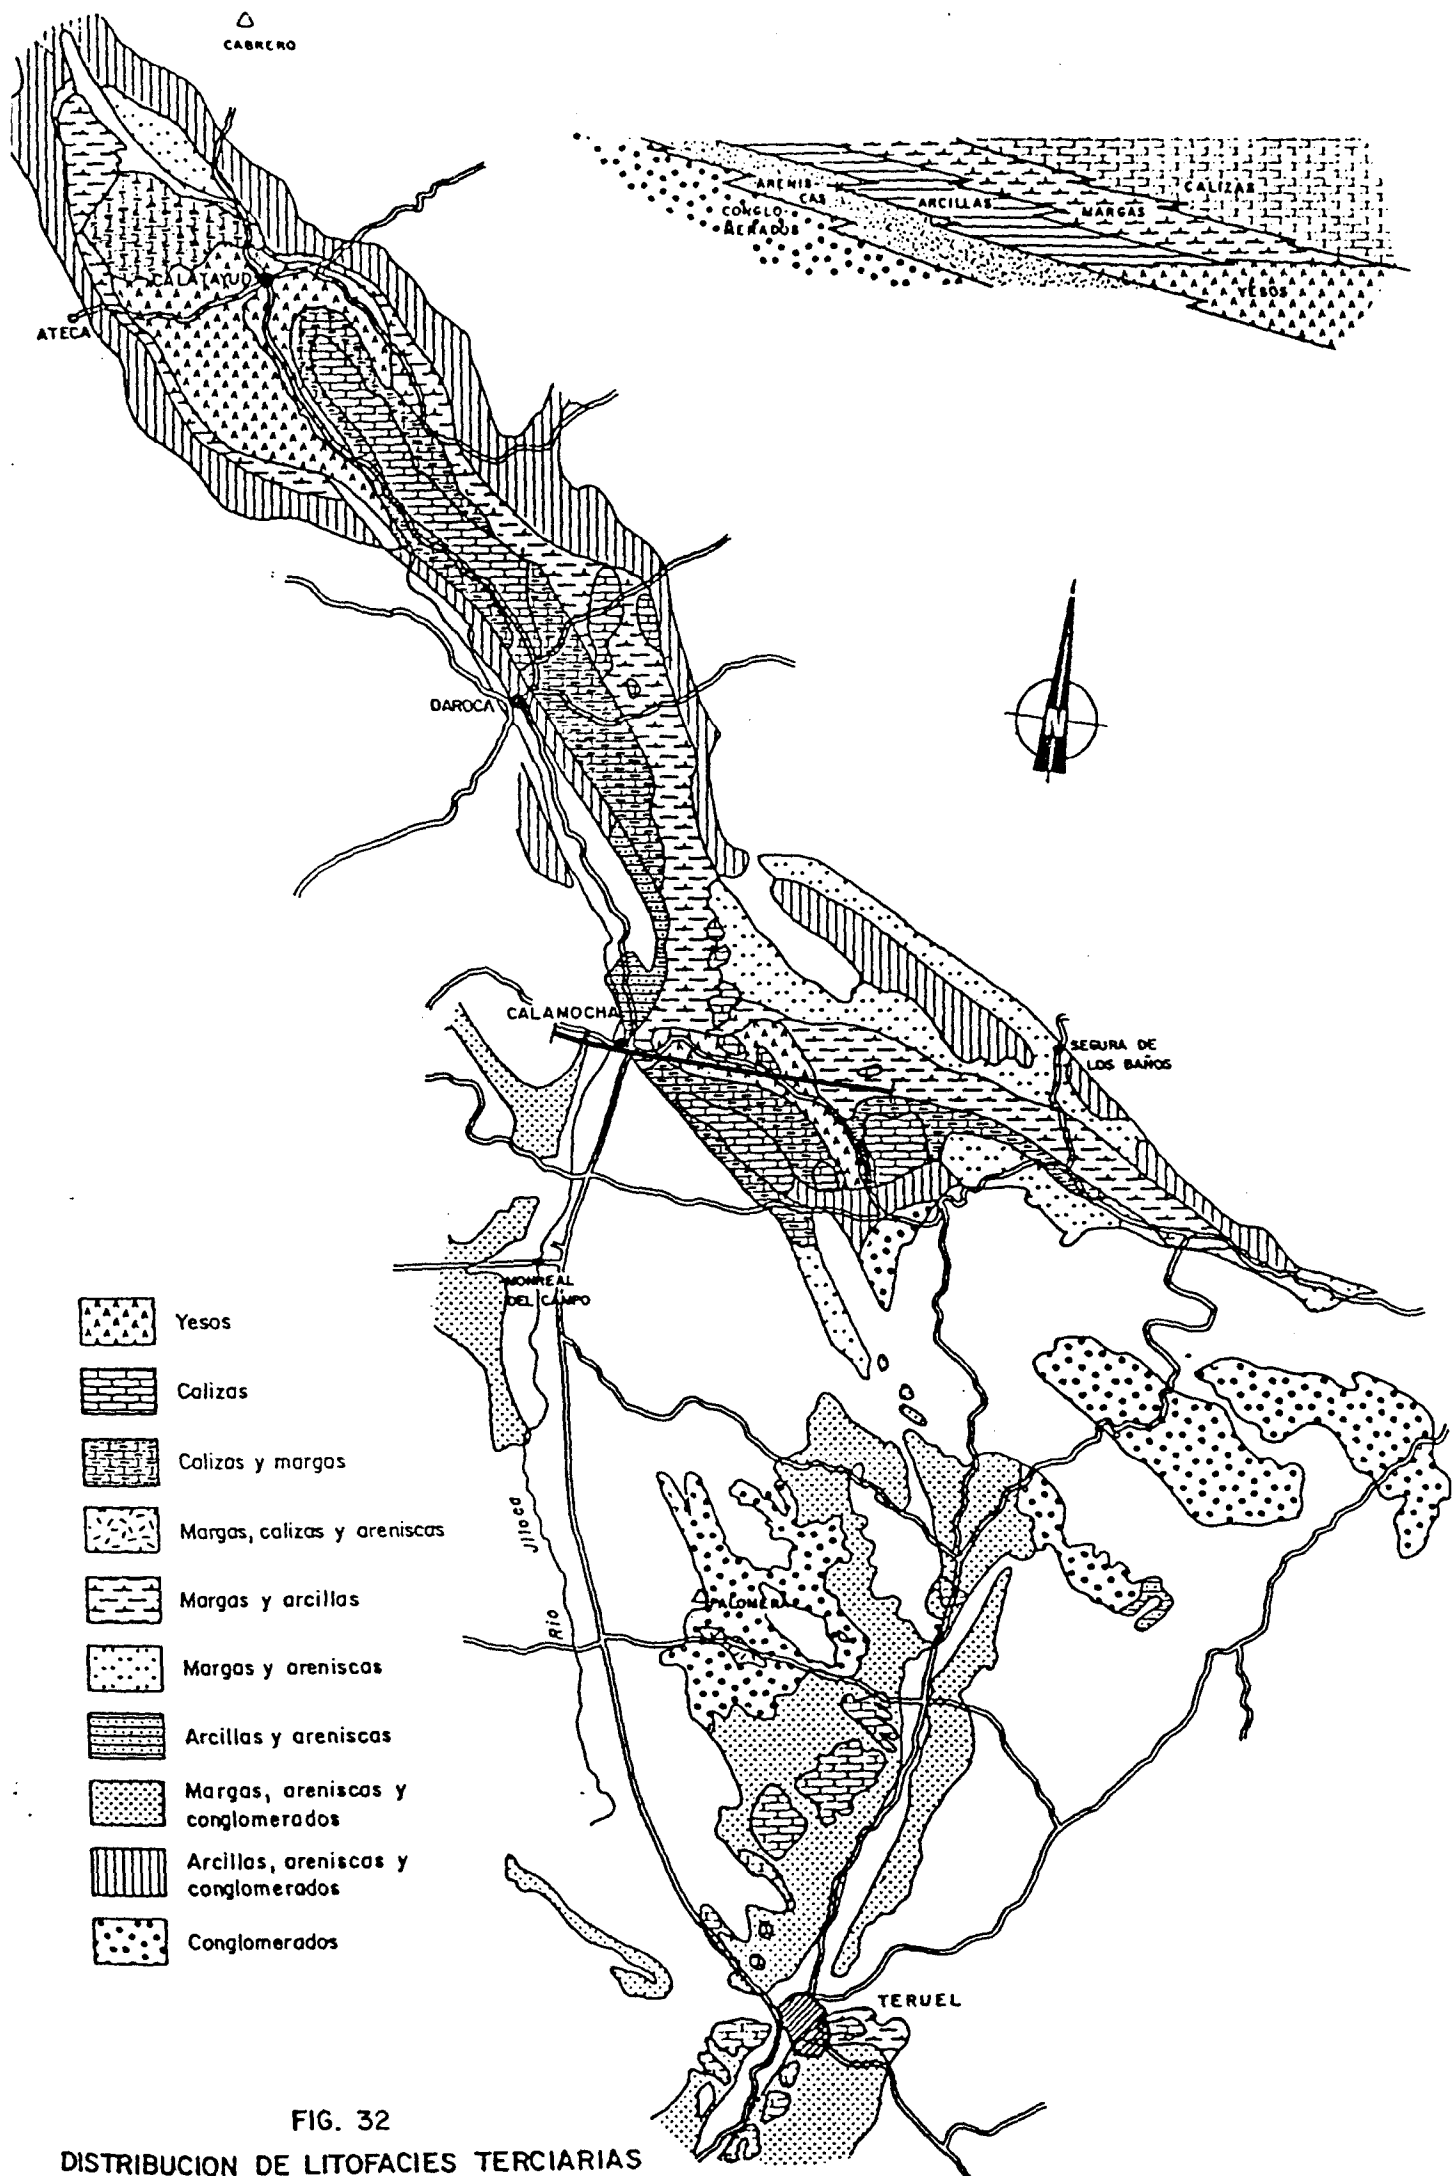 CABRERO
ARENIS-
CAS
CONGLO-
MERADOS
ARCILLAS
MARGAS
CALIZAS
YESOS
CALATAYUD
ATECA
DAROCA
N
CALAMOCHA
SEGURA DE
LOS BAÑOS
MONREAL
DEL CAMPO
Yesos
Calizas
Calizas y margas
Margas, calizas y areniscas
Margas y arcillas
Margas y areniscas
Arcillas y areniscas
Margas, areniscas y
conglomerados
Arcillas, areniscas y
conglomerados
Conglomerados
Río Jiloca
PALOMERA
TERUEL
FIG. 32
DISTRIBUCION DE LITOFACIES TERCIARIAS